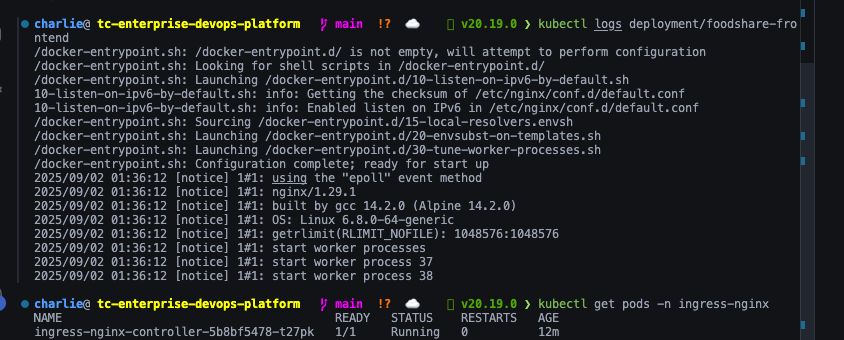 charlie@ tc-enterprise-devops-platform main !? v20.19.0 ❯ kubectl logs deployment/foodshare-fro
ntend
/docker-entrypoint.sh: /docker-entrypoint.d/ is not empty, will attempt to perform configuration
/docker-entrypoint.sh: Looking for shell scripts in /docker-entrypoint.d/
/docker-entrypoint.sh: Launching /docker-entrypoint.d/10-listen-on-ipv6-by-default.sh
10-listen-on-ipv6-by-default.sh: info: Getting the checksum of /etc/nginx/conf.d/default.conf
10-listen-on-ipv6-by-default.sh: info: Enabled listen on IPv6 in /etc/nginx/conf.d/default.conf
/docker-entrypoint.sh: Sourcing /docker-entrypoint.d/15-local-resolvers.envsh
/docker-entrypoint.sh: Launching /docker-entrypoint.d/20-envsubst-on-templates.sh
/docker-entrypoint.sh: Launching /docker-entrypoint.d/30-tune-worker-processes.sh
/docker-entrypoint.sh: Configuration complete; ready for start up
2025/09/02 01:36:12 [notice] 1#1: using the "epoll" event method
2025/09/02 01:36:12 [notice] 1#1: nginx/1.29.1
2025/09/02 01:36:12 [notice] 1#1: built by gcc 14.2.0 (Alpine 14.2.0)
2025/09/02 01:36:12 [notice] 1#1: OS: Linux 6.8.0-64-generic
2025/09/02 01:36:12 [notice] 1#1: getrlimit(RLIMIT_NOFILE): 1048576:1048576
2025/09/02 01:36:12 [notice] 1#1: start worker processes
2025/09/02 01:36:12 [notice] 1#1: start worker process 37
2025/09/02 01:36:12 [notice] 1#1: start worker process 38
charlie@ tc-enterprise-devops-platform main !? v20.19.0 ❯ kubectl get pods -n ingress-nginx
NAME READY STATUS RESTARTS AGE
ingress-nginx-controller-5b8bf5478-t27pk 1/1 Running 0 12m